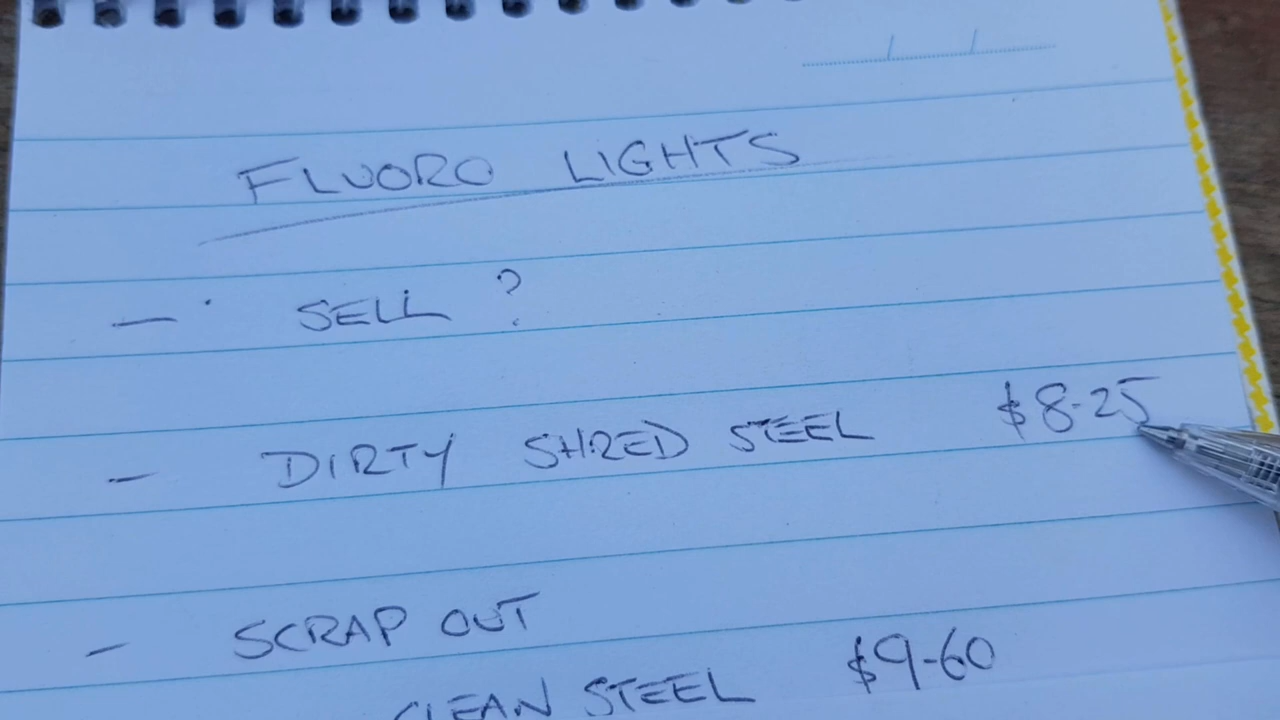 FLUORO LIGHTS
- SELL ?
- DIRTY SHRED STEEL $8-25
- SCRAP OUT
CLEAN STEEL $9-60